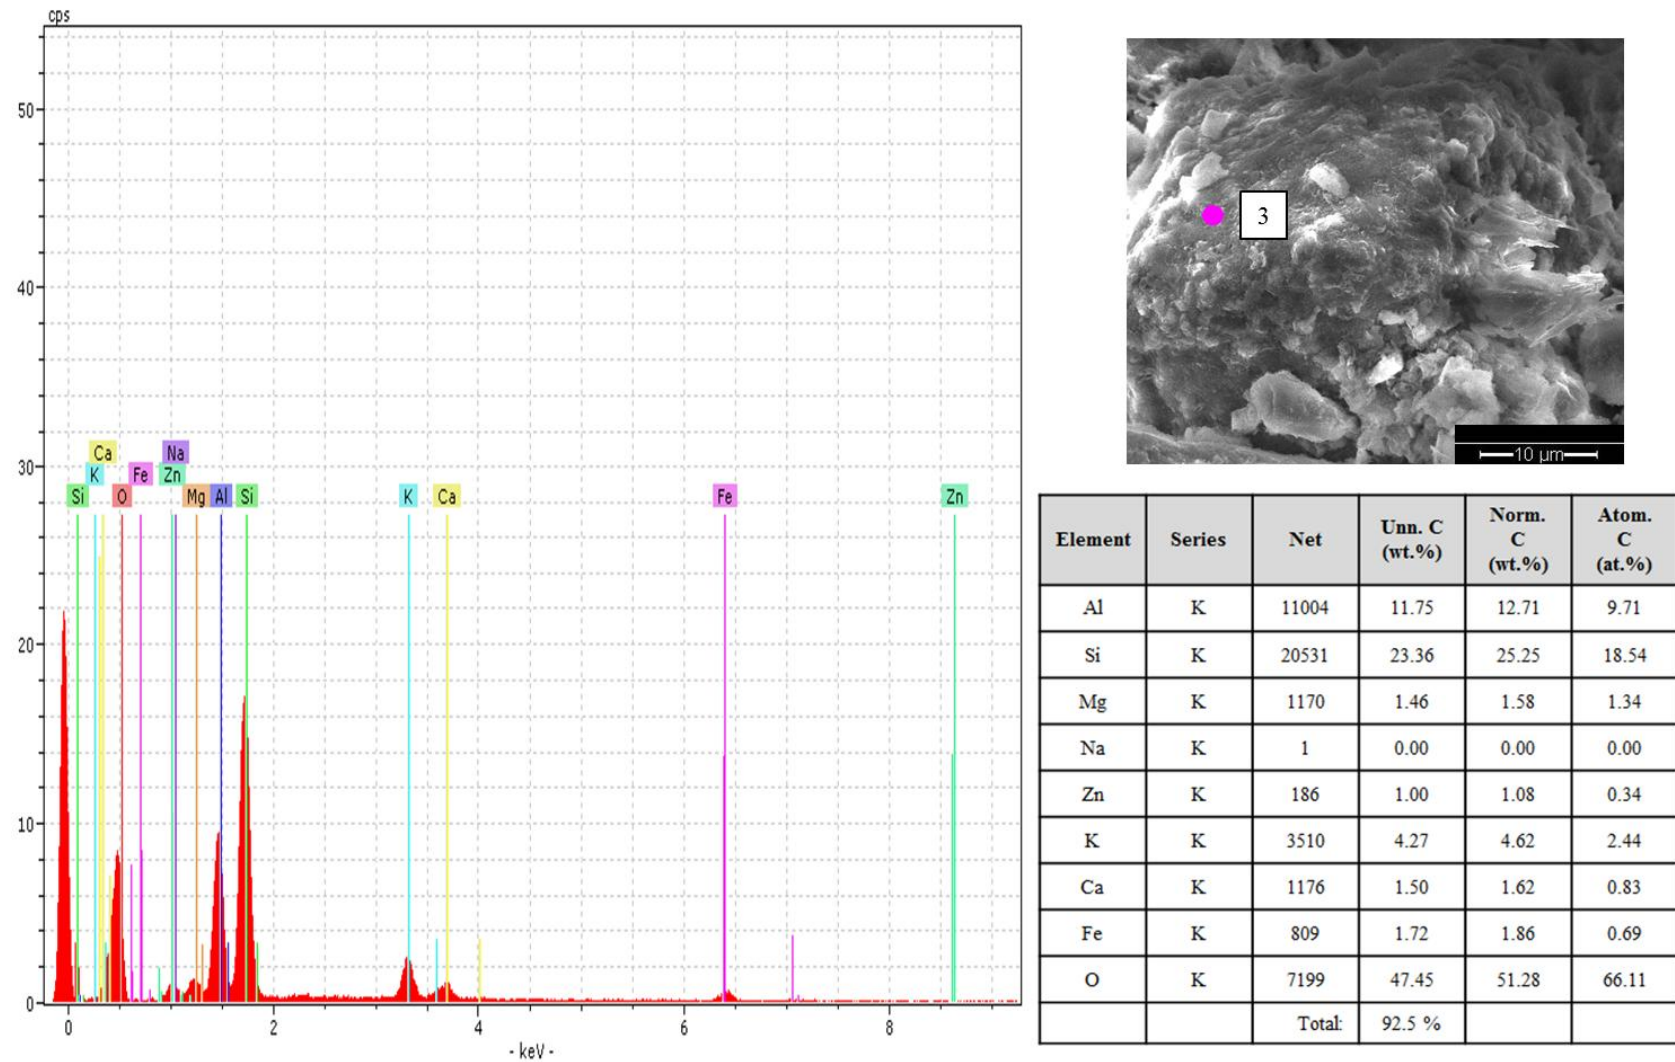 cps
50
40
30
20
10
0
Ca Na
K Fe Zn
Si O Mg Al Si K Ca Fe Zn
0 2 4 6 8
- keV -
3
10 µm
Element Series Net Unn. C (wt.%) Norm. C (wt.%) Atom. C (at.%)
Al K 11004 11.75 12.71 9.71
Si K 20531 23.36 25.25 18.54
Mg K 1170 1.46 1.58 1.34
Na K 1 0.00 0.00 0.00
Zn K 186 1.00 1.08 0.34
K K 3510 4.27 4.62 2.44
Ca K 1176 1.50 1.62 0.83
Fe K 809 1.72 1.86 0.69
O K 7199 47.45 51.28 66.11
Total: 92.5 %